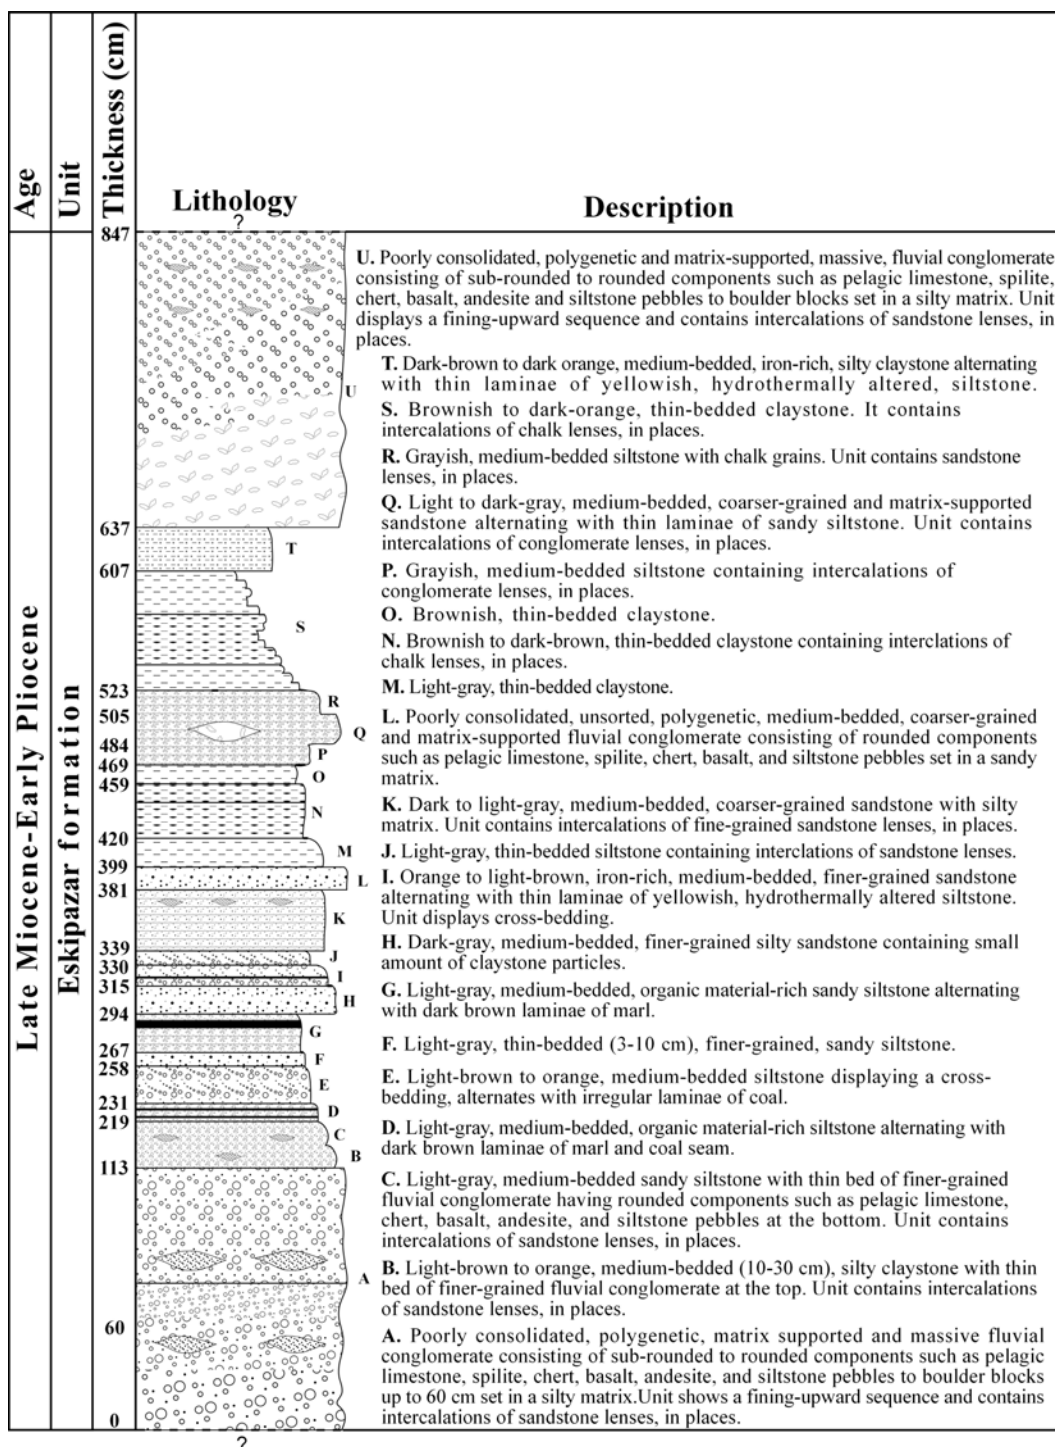 Age
Unit
Thickness (cm)
Lithology
Description
?
847
637
607
523
505
484
469
459
420
399
381
339
330
315
294
267
258
231
219
113
60
0
Late Miocene-Early Pliocene
Eskipazar formation
U
T
S
R
Q
P
O
N
M
L
K
J
I
H
G
F
E
D
C
B
A
?
U. Poorly consolidated, polygenetic and matrix-supported, massive, fluvial conglomerate
consisting of sub-rounded to rounded components such as pelagic limestone, spilite,
chert, basalt, andesite and siltstone pebbles to boulder blocks set in a silty matrix. Unit
displays a fining-upward sequence and contains intercalations of sandstone lenses, in
places.
T. Dark-brown to dark orange, medium-bedded, iron-rich, silty claystone alternating
with thin laminae of yellowish, hydrothermally altered, siltstone.
S. Brownish to dark-orange, thin-bedded claystone. It contains
intercalations of chalk lenses, in places.
R. Grayish, medium-bedded siltstone with chalk grains. Unit contains sandstone
lenses, in places.
Q. Light to dark-gray, medium-bedded, coarser-grained and matrix-supported
sandstone alternating with thin laminae of sandy siltstone. Unit contains
intercalations of conglomerate lenses, in places.
P. Grayish, medium-bedded siltstone containing intercalations of
conglomerate lenses, in places.
O. Brownish, thin-bedded claystone.
N. Brownish to dark-brown, thin-bedded claystone containing interclations of
chalk lenses, in places.
M. Light-gray, thin-bedded claystone.
L. Poorly consolidated, unsorted, polygenetic, medium-bedded, coarser-grained
and matrix-supported fluvial conglomerate consisting of rounded components
such as pelagic limestone, spilite, chert, basalt, and siltstone pebbles set in a sandy
matrix.
K. Dark to light-gray, medium-bedded, coarser-grained sandstone with silty
matrix. Unit contains intercalations of fine-grained sandstone lenses, in places.
J. Light-gray, thin-bedded siltstone containing interclations of sandstone lenses.
I. Orange to light-brown, iron-rich, medium-bedded, finer-grained sandstone
alternating with thin laminae of yellowish, hydrothermally altered siltstone.
Unit displays cross-bedding.
H. Dark-gray, medium-bedded, finer-grained silty sandstone containing small
amount of claystone particles.
G. Light-gray, medium-bedded, organic material-rich sandy siltstone alternating
with dark brown laminae of marl.
F. Light-gray, thin-bedded (3-10 cm), finer-grained, sandy siltstone.
E. Light-brown to orange, medium-bedded siltstone displaying a cross-
bedding, alternates with irregular laminae of coal.
D. Light-gray, medium-bedded, organic material-rich siltstone alternating with
dark brown laminae of marl and coal seam.
C. Light-gray, medium-bedded sandy siltstone with thin bed of finer-grained
fluvial conglomerate having rounded components such as pelagic limestone,
chert, basalt, andesite, and siltstone pebbles at the bottom. Unit contains
intercalations of sandstone lenses, in places.
B. Light-brown to orange, medium-bedded (10-30 cm), silty claystone with thin
bed of finer-grained fluvial conglomerate at the top. Unit contains intercalations
of sandstone lenses, in places.
A. Poorly consolidated, polygenetic, matrix supported and massive fluvial
conglomerate consisting of sub-rounded to rounded components such as pelagic
limestone, spilite, chert, basalt, andesite, and siltstone pebbles to boulder blocks
up to 60 cm set in a silty matrix.Unit shows a fining-upward sequence and contains
intercalations of sandstone lenses, in places.